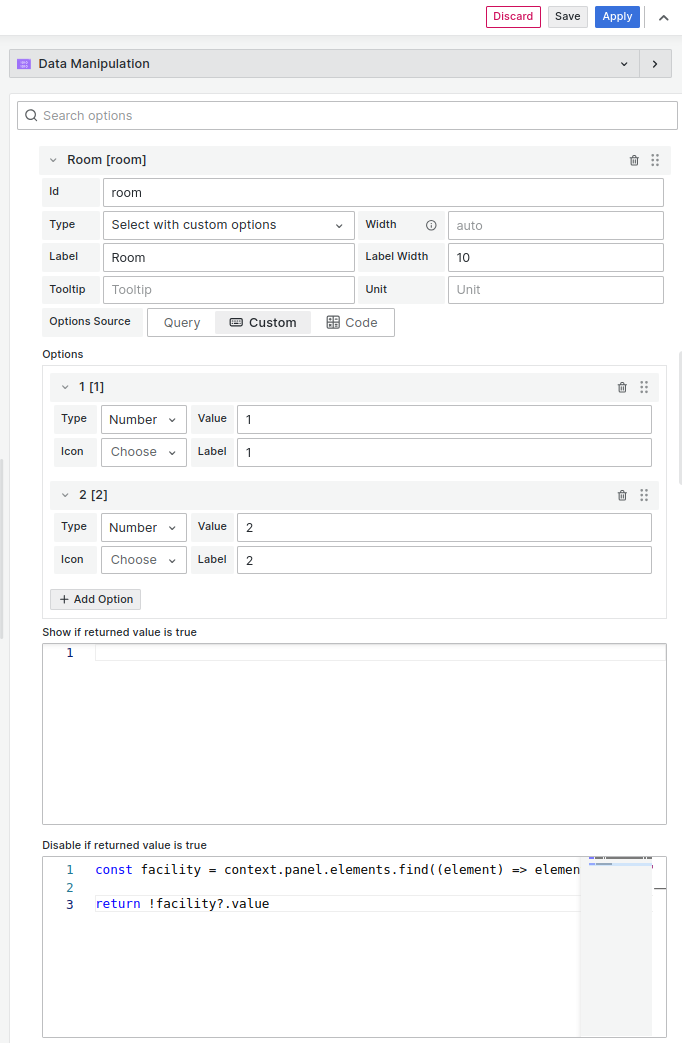 Discard Save Apply
Data Manipulation
Search options
Room [room]
Id room
Type Select with custom options Width auto
Label Room Label Width 10
Tooltip Tooltip Unit Unit
Options Source Query Custom Code
Options
1 [1]
Type Number Value 1
Icon Choose Label 1
2 [2]
Type Number Value 2
Icon Choose Label 2
Add Option
Show if returned value is true
1
Disable if returned value is true
1 const facility = context.panel.elements.find((element) => elemen
2
3 return !facility?.value